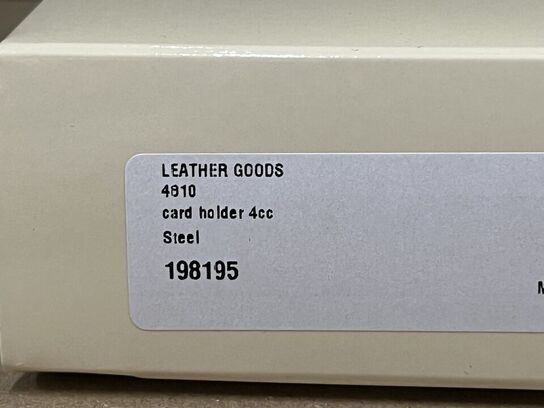 LEATHER GOODS
4810
card holder 4cc
Steel
198195
M